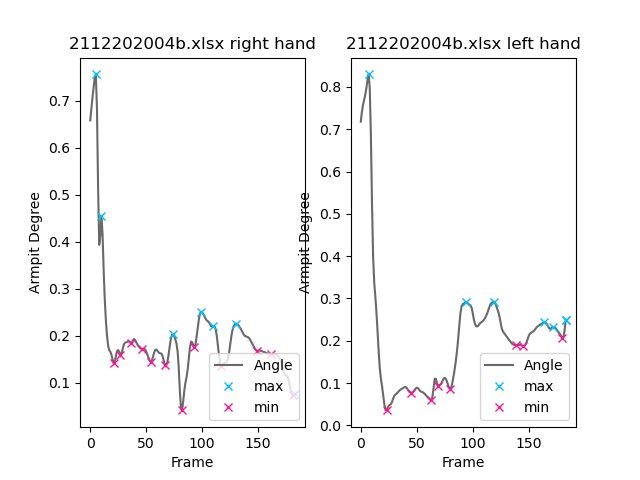 2112202004b.xlsx right hand
Armpit Degree
0.7
0.6
0.5
0.4
0.3
0.2
0.1
0
50
100
150
Frame
Angle
max
min
2112202004b.xlsx left hand
Armpit Degree
0.8
0.7
0.6
0.5
0.4
0.3
0.2
0.1
0.0
0
50
100
150
Frame
Angle
max
min